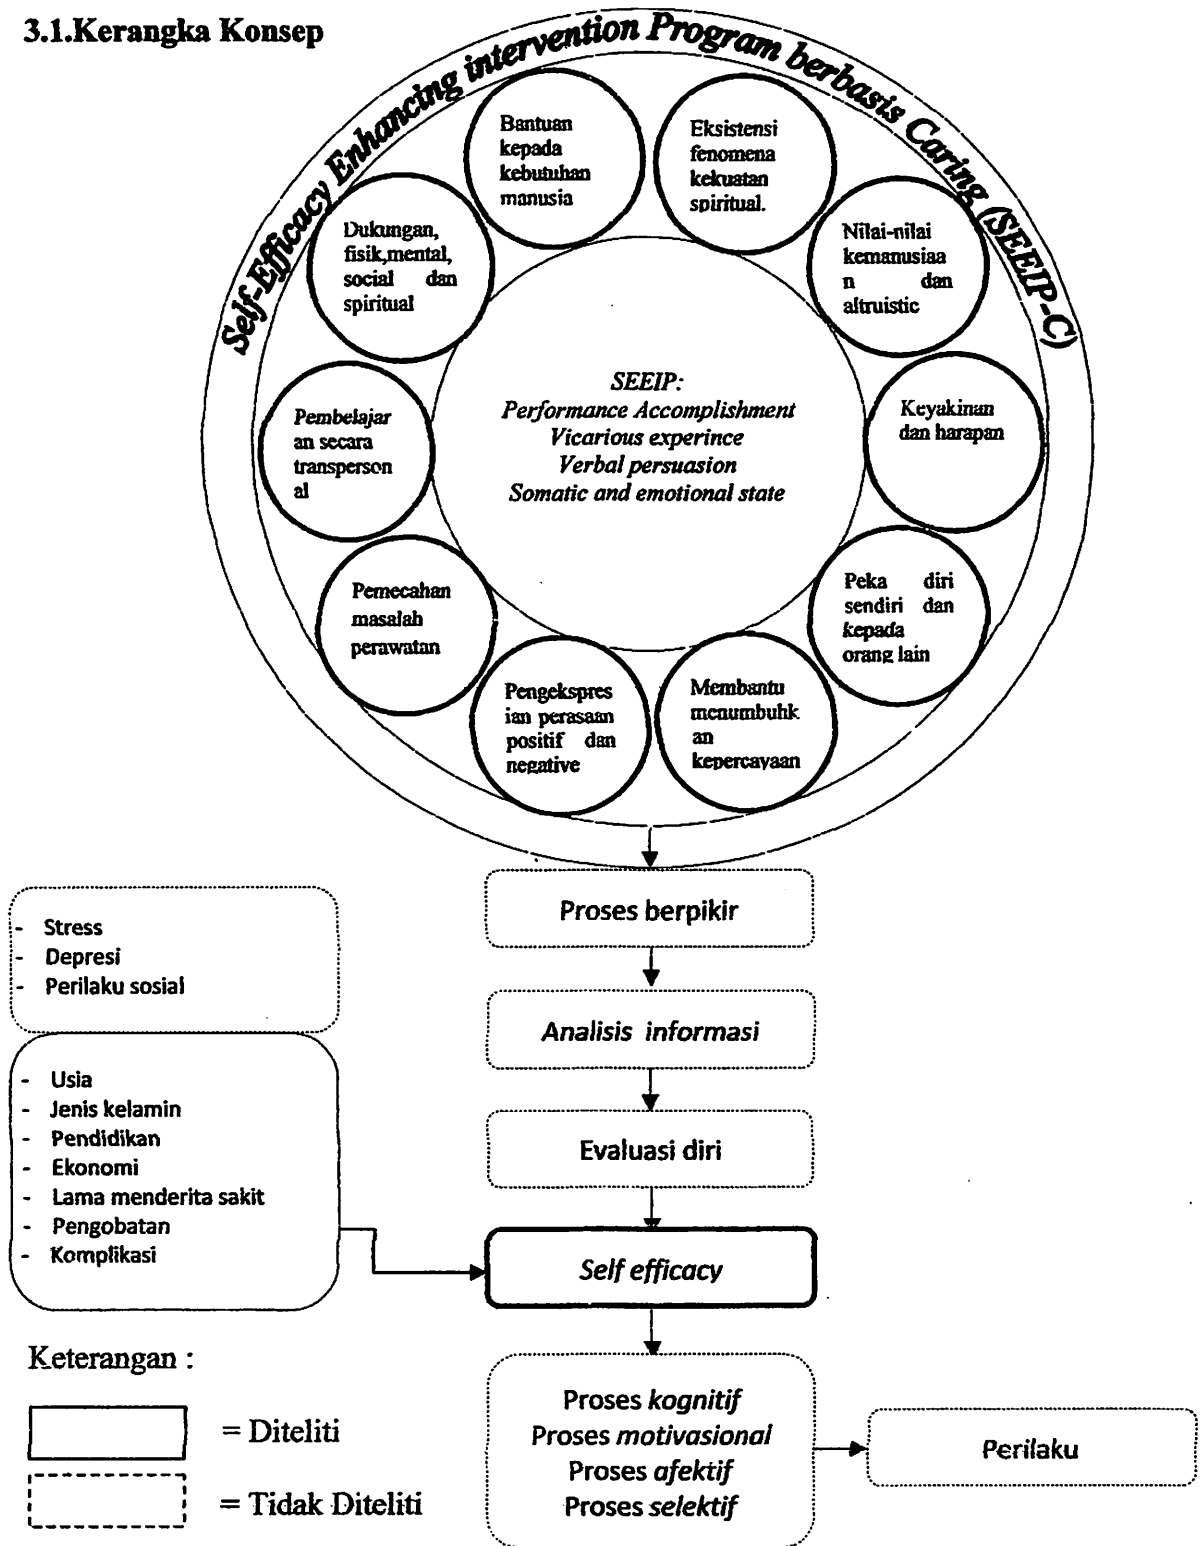 3.1.Kerangka Konsep
Self-Efficacy Enhancing intervention Program berbasis Caring (SEEIP-C)
Bantuan
kepada
kebutuhan
manusia
Eksistensi
fenomena
kekuatan
spiritual.
Dukungan,
fisik,mental,
social dan
spiritual
Nilai-nilai
kemanusiaa
n dan
altruistic
Pembelajar
an secara
transperson
al
SEEIP:
Performance Accomplishment
Vicarious experince
Verbal persuasion
Somatic and emotional state
Keyakinan
dan harapan
Pemecahan
masalah
perawatan
Peka diri
sendiri dan
kepada
orang lain
Pengekspres
ian perasaan
positif dan
negative
Membantu
menumbuhk
an
kepercayaan
Proses berpikir
- Stress
- Depresi
- Perilaku sosial
Analisis informasi
- Usia
- Jenis kelamin
- Pendidikan
- Ekonomi
- Lama menderita sakit
- Pengobatan
- Komplikasi
Evaluasi diri
Self efficacy
Keterangan :
= Diteliti
= Tidak Diteliti
Proses kognitif
Proses motivasional
Proses afektif
Proses selektif
Perilaku